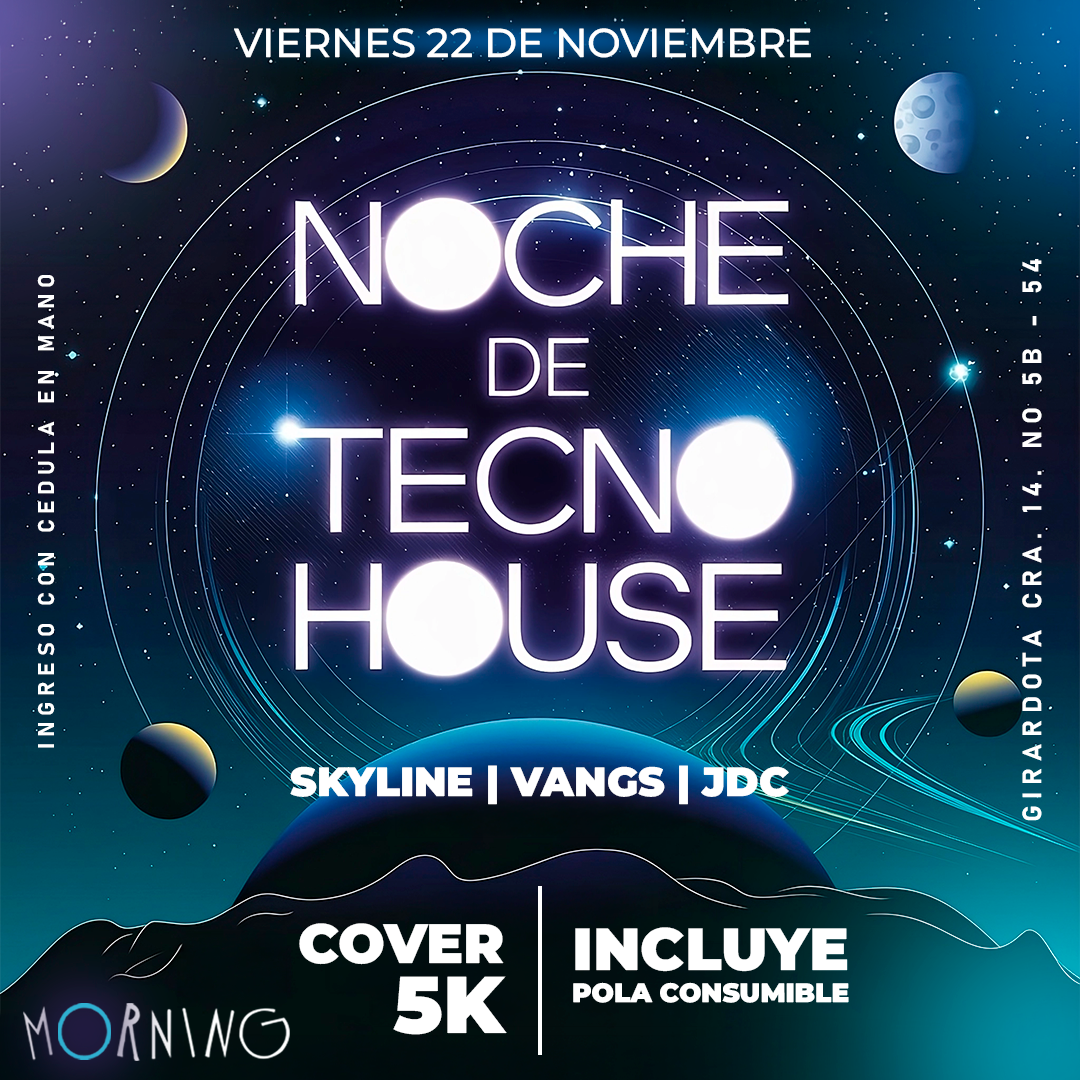 VIERNES 22 DE NOVIEMBRE
NOCHE
DE
TECNO
HOUSE
INGRESO CON CEDULA EN MANO
GIRARDOTA CRA. 14. NO 5B - 54
SKYLINE | VANGS | JDC
COVER
5K
INCLUYE
POLA CONSUMIBLE
MORNING